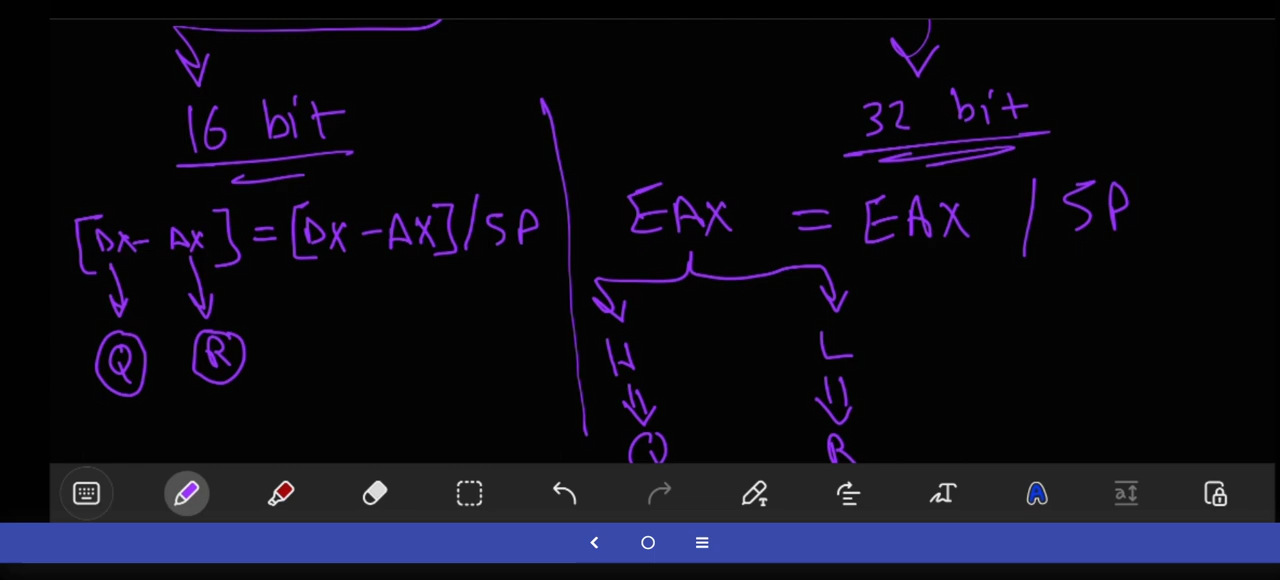 16 bit
32 bit
[DX- AX] = [DX - AX] / SP
EAX = EAX / SP
H
L
Q
R
Q
R